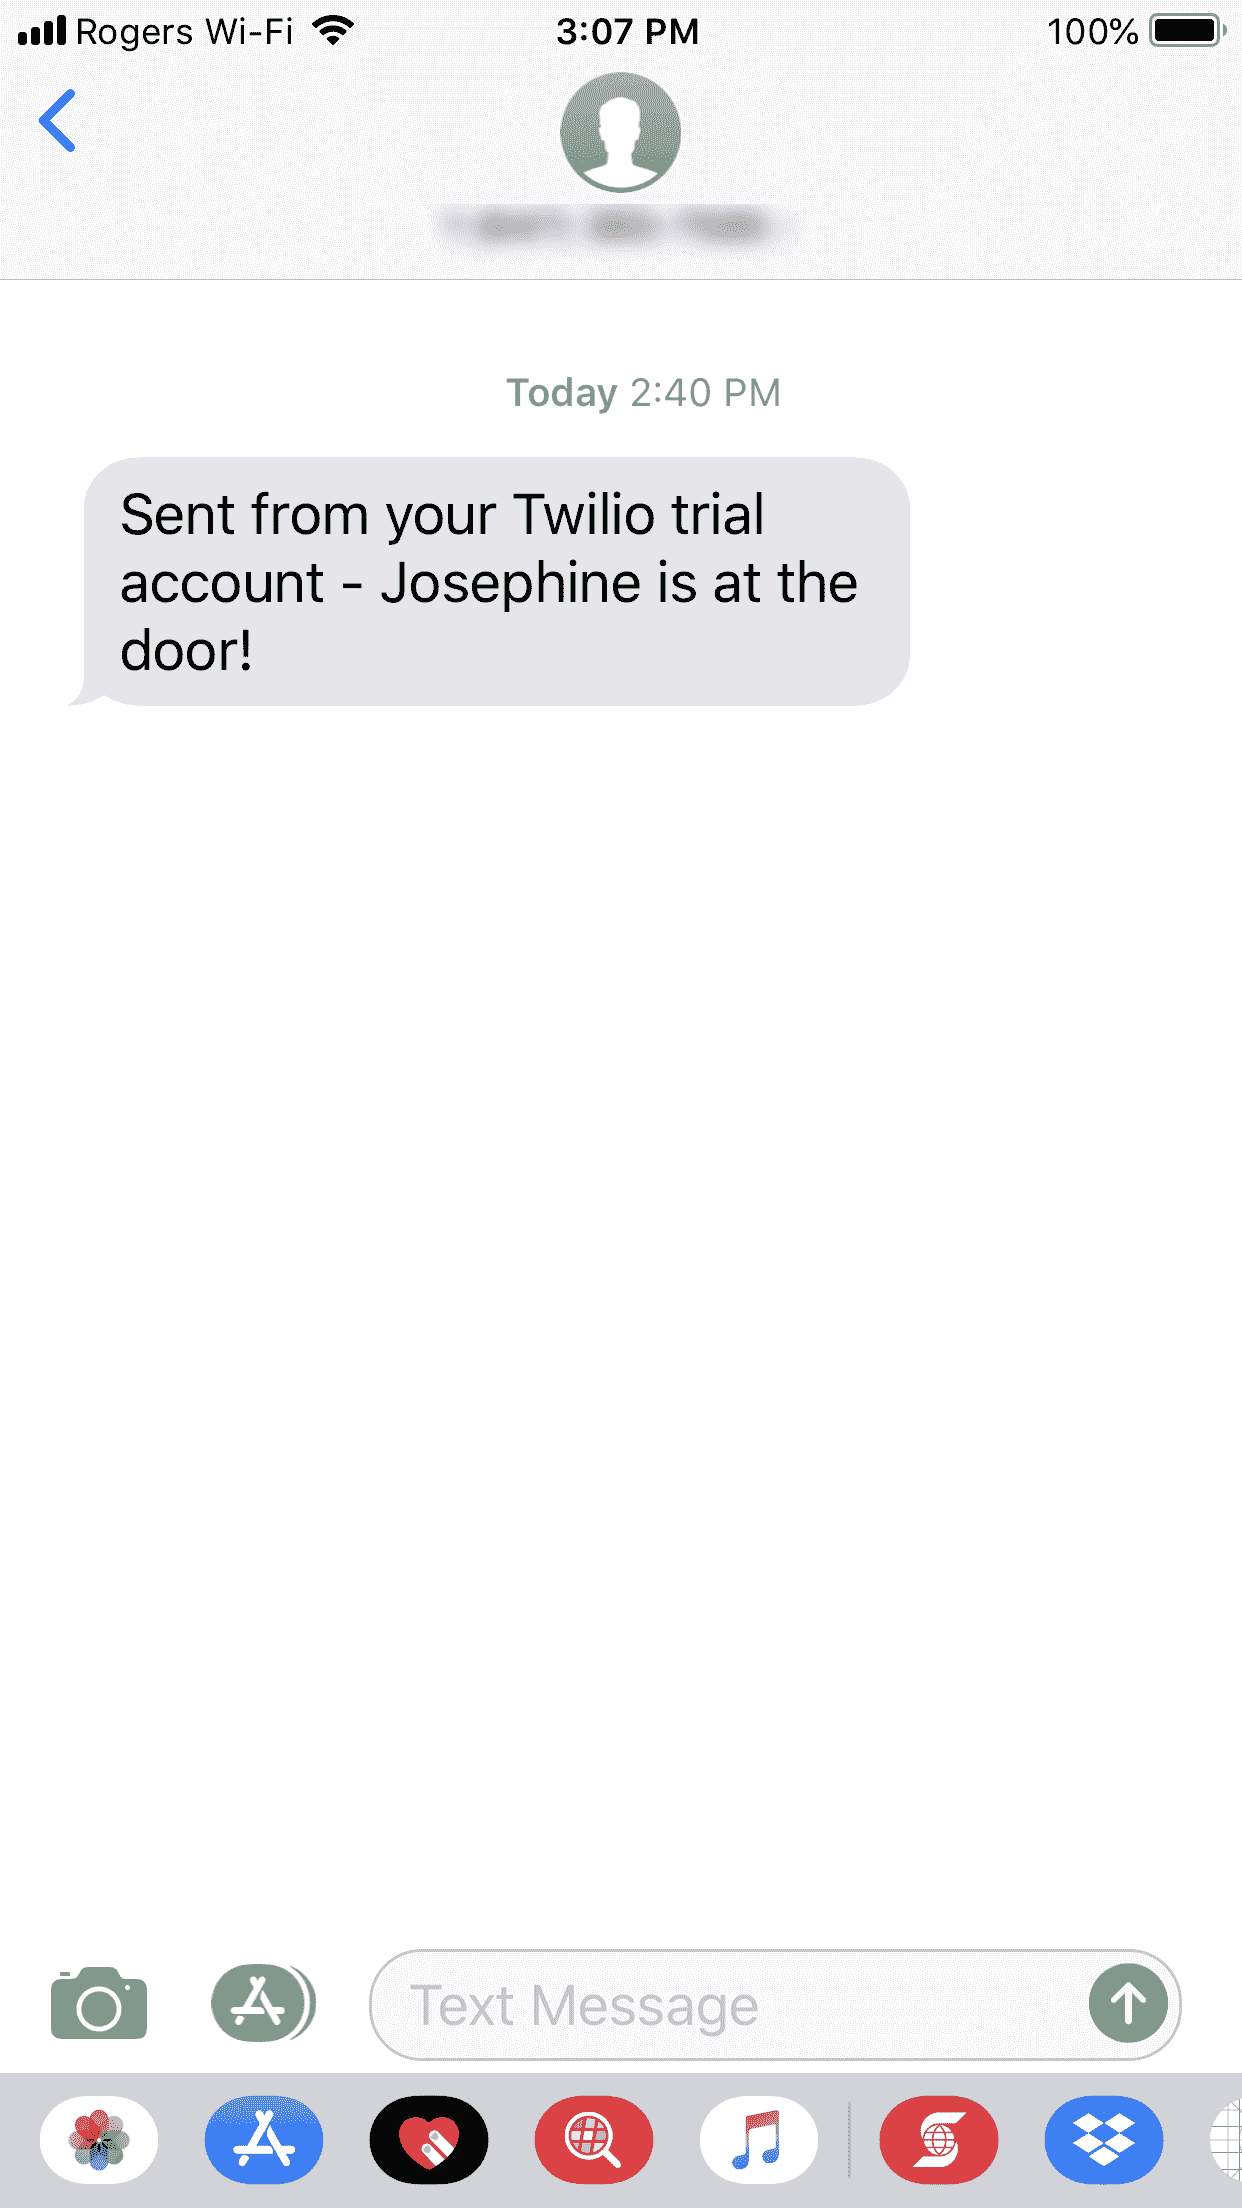 Rogers Wi-Fi 3:07 PM 100%
Today 2:40 PM
Sent from your Twilio trial
account - Josephine is at the
door!
Text Message